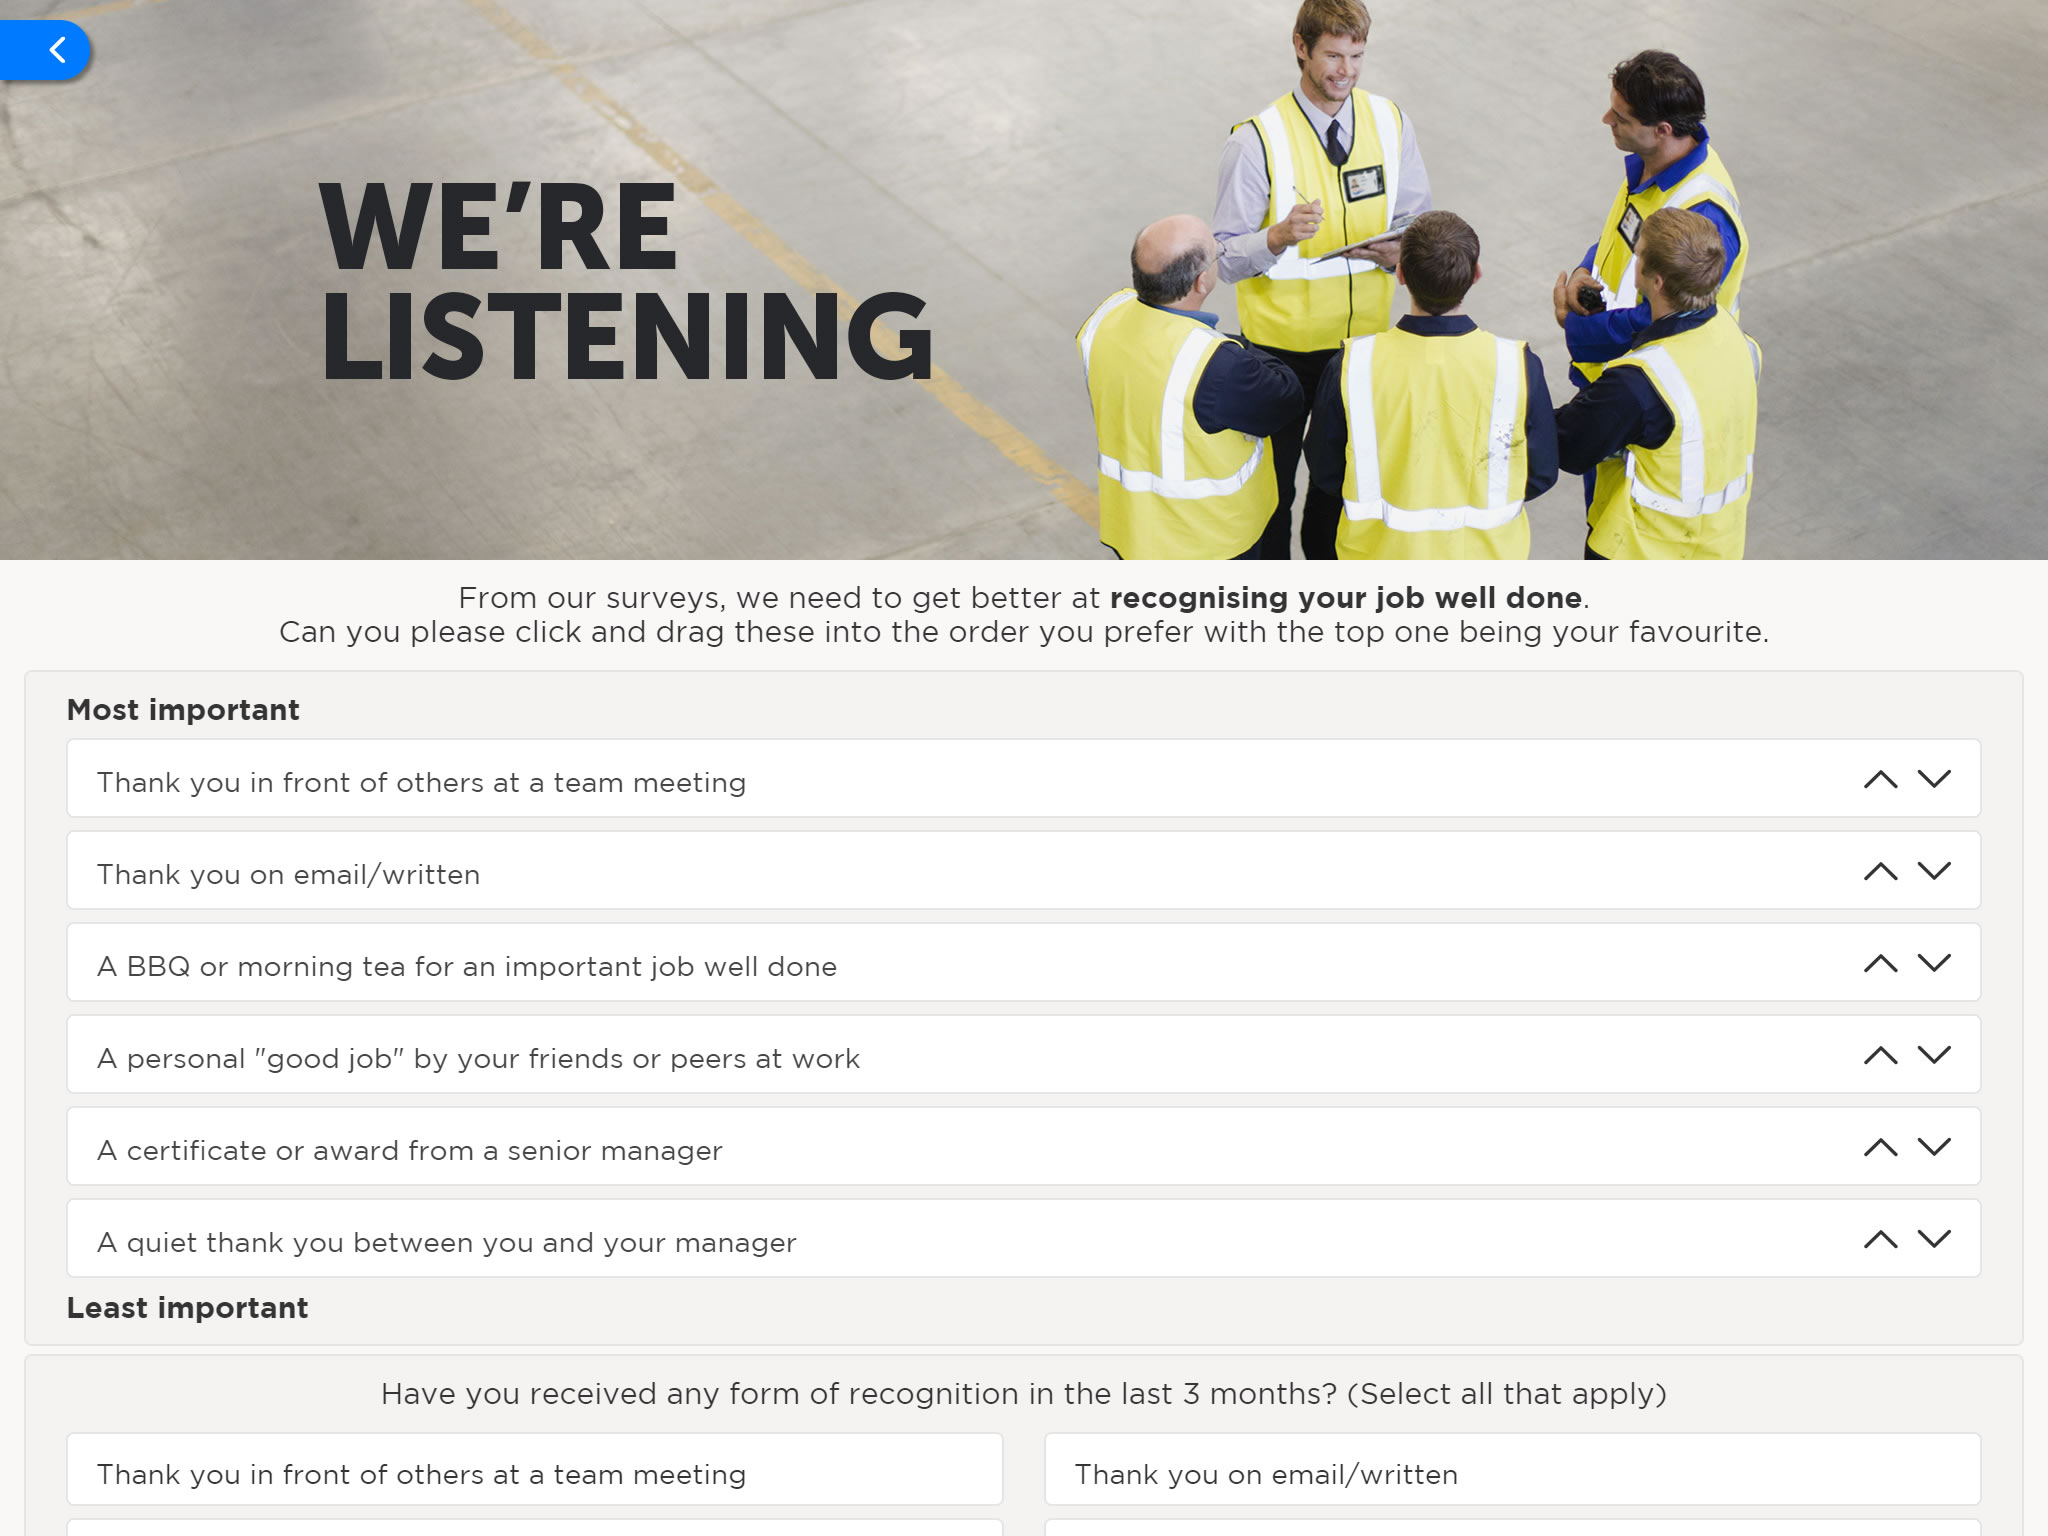 WE’RE
LISTENING
From our surveys, we need to get better at recognising your job well done.
Can you please click and drag these into the order you prefer with the top one being your favourite.
Most important
Thank you in front of others at a team meeting
Thank you on email/written
A BBQ or morning tea for an important job well done
A personal "good job" by your friends or peers at work
A certificate or award from a senior manager
A quiet thank you between you and your manager
Least important
Have you received any form of recognition in the last 3 months? (Select all that apply)
Thank you in front of others at a team meeting
Thank you on email/written